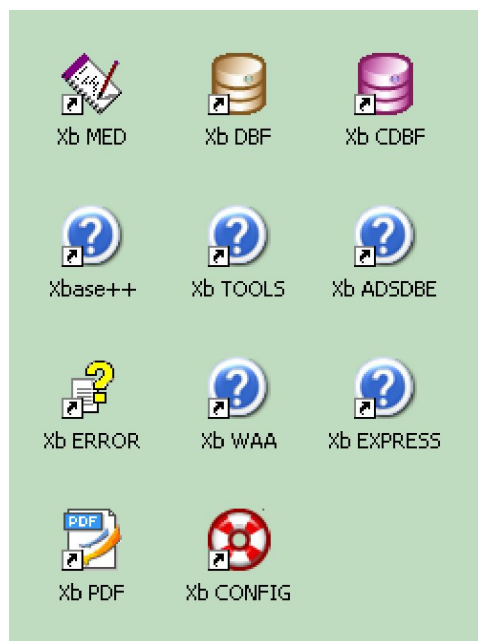 Xb MED
Xb DBF
Xb CDBF
Xbase++
Xb TOOLS
Xb ADSDBE
Xb ERROR
Xb WAA
Xb EXPRESS
PDF
Xb PDF
Xb CONFIG